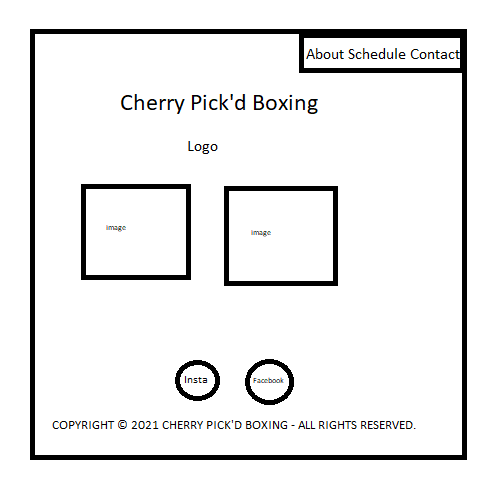 About Schedule Contact
Cherry Pick'd Boxing
Logo
image
image
Insta
Facebook
COPYRIGHT © 2021 CHERRY PICK'D BOXING - ALL RIGHTS RESERVED.